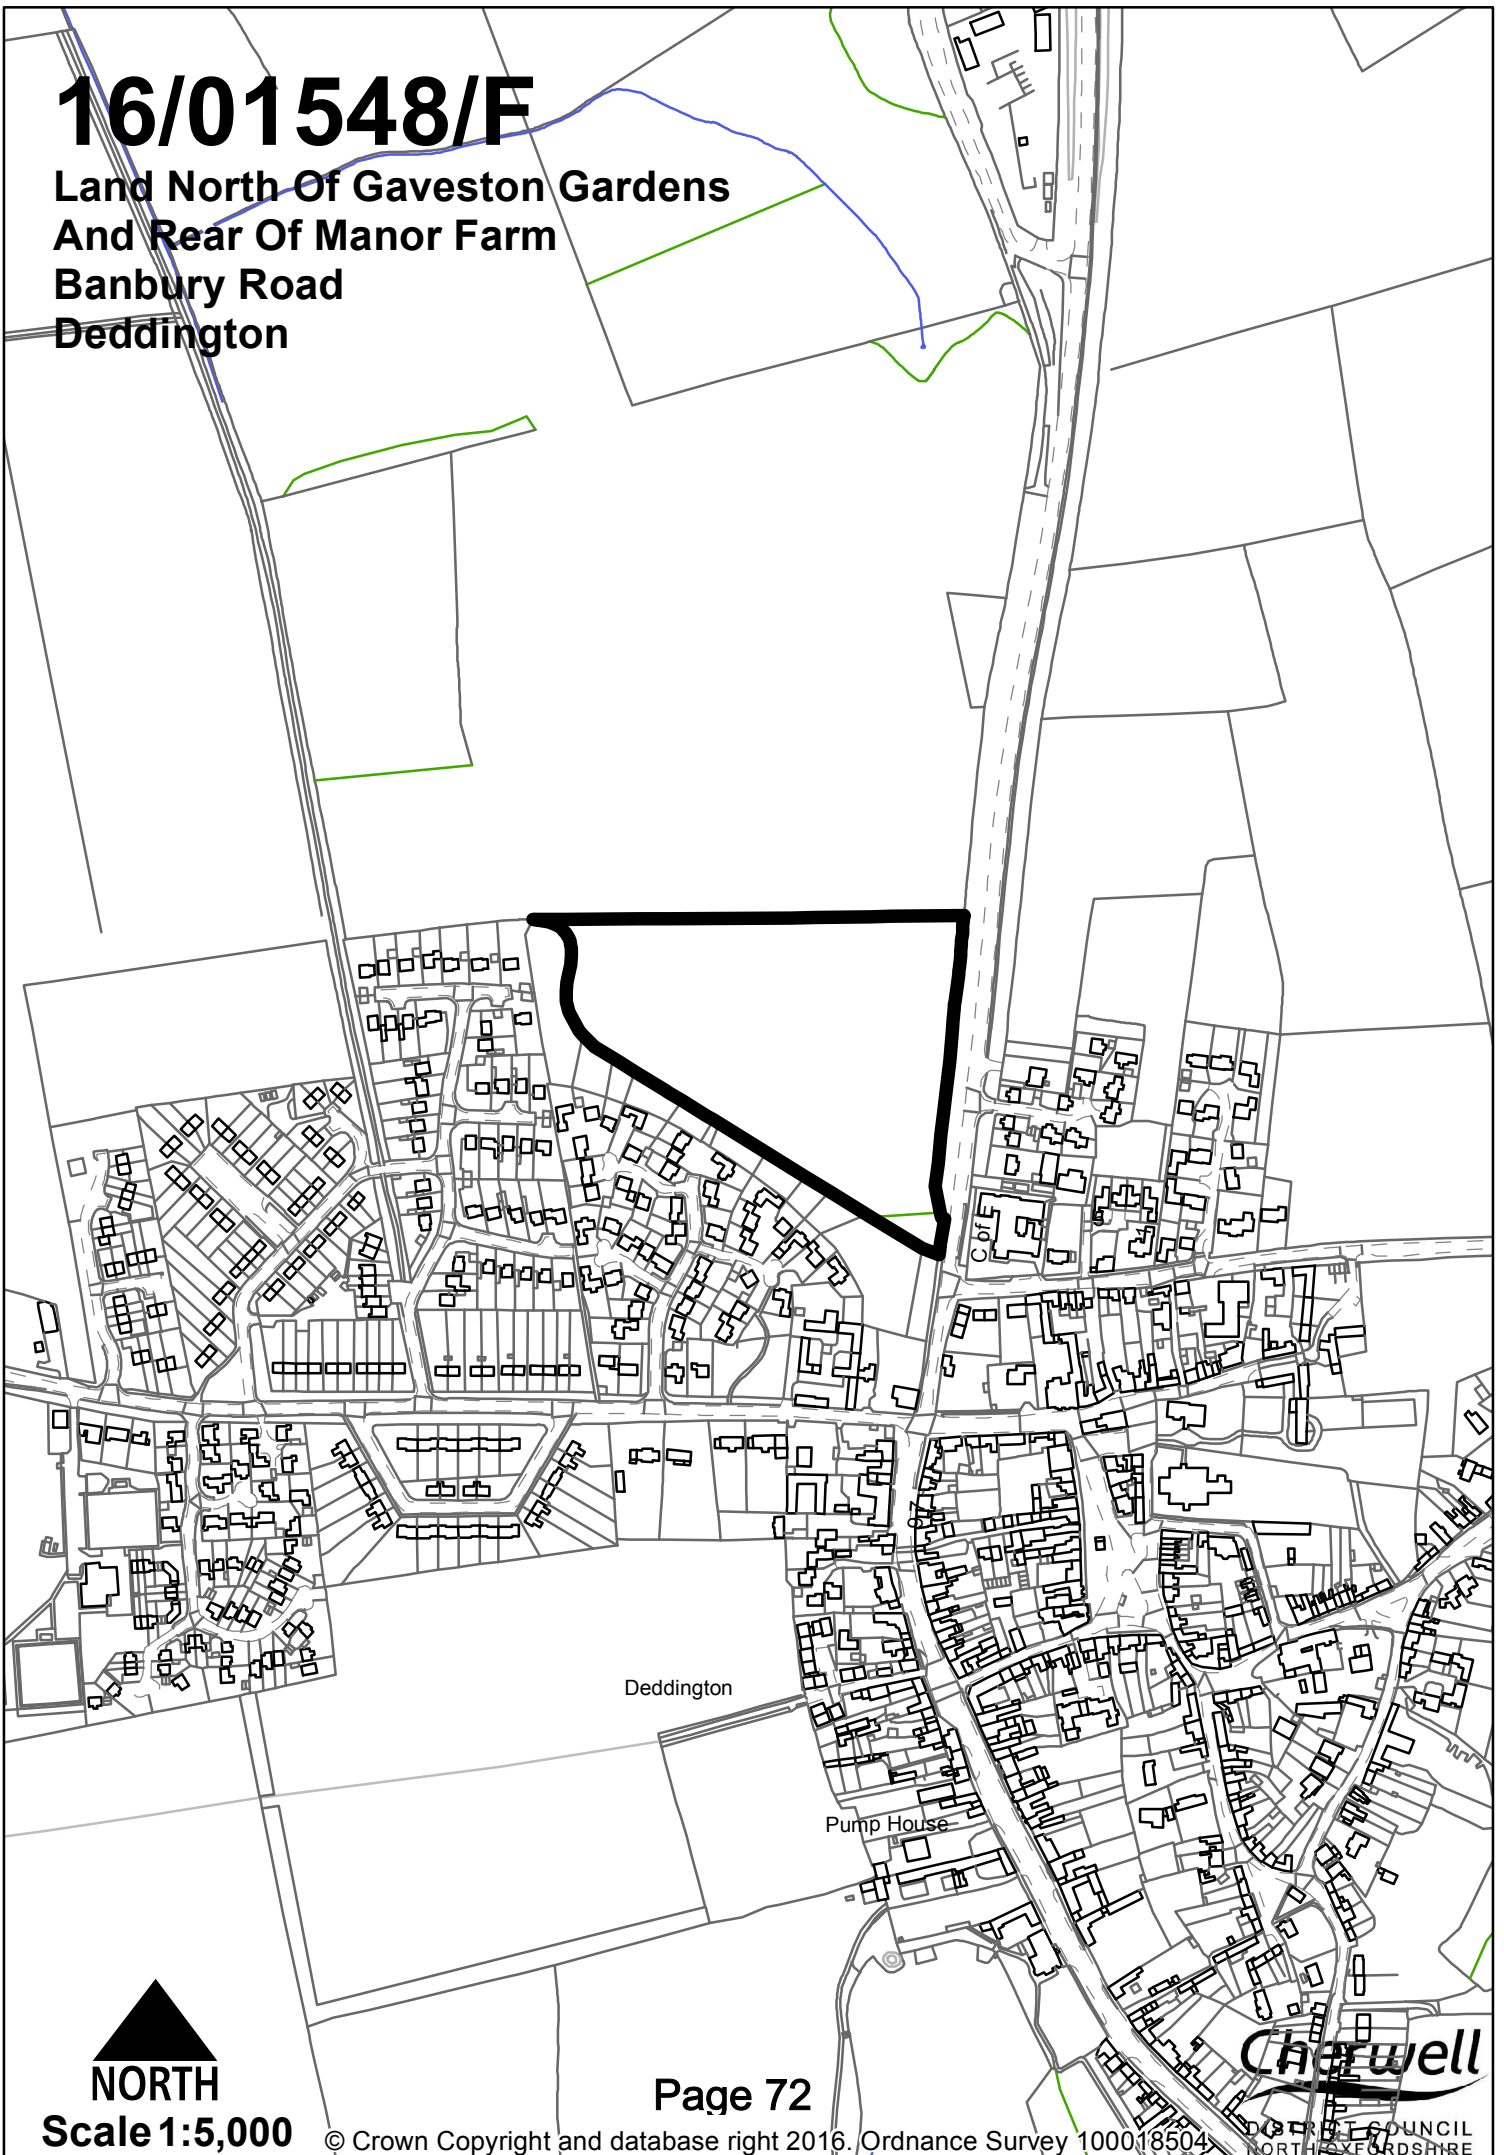 16/01548/F
Land North Of Gaveston Gardens
And Rear Of Manor Farm
Banbury Road
Deddington
C of E
97
Deddington
Pump House
NORTH
Scale 1:5,000
Page 72
© Crown Copyright and database right 2016. Ordnance Survey 100018504
Cherwell
DISTRICT COUNCIL
NORTH OXFORDSHIRE